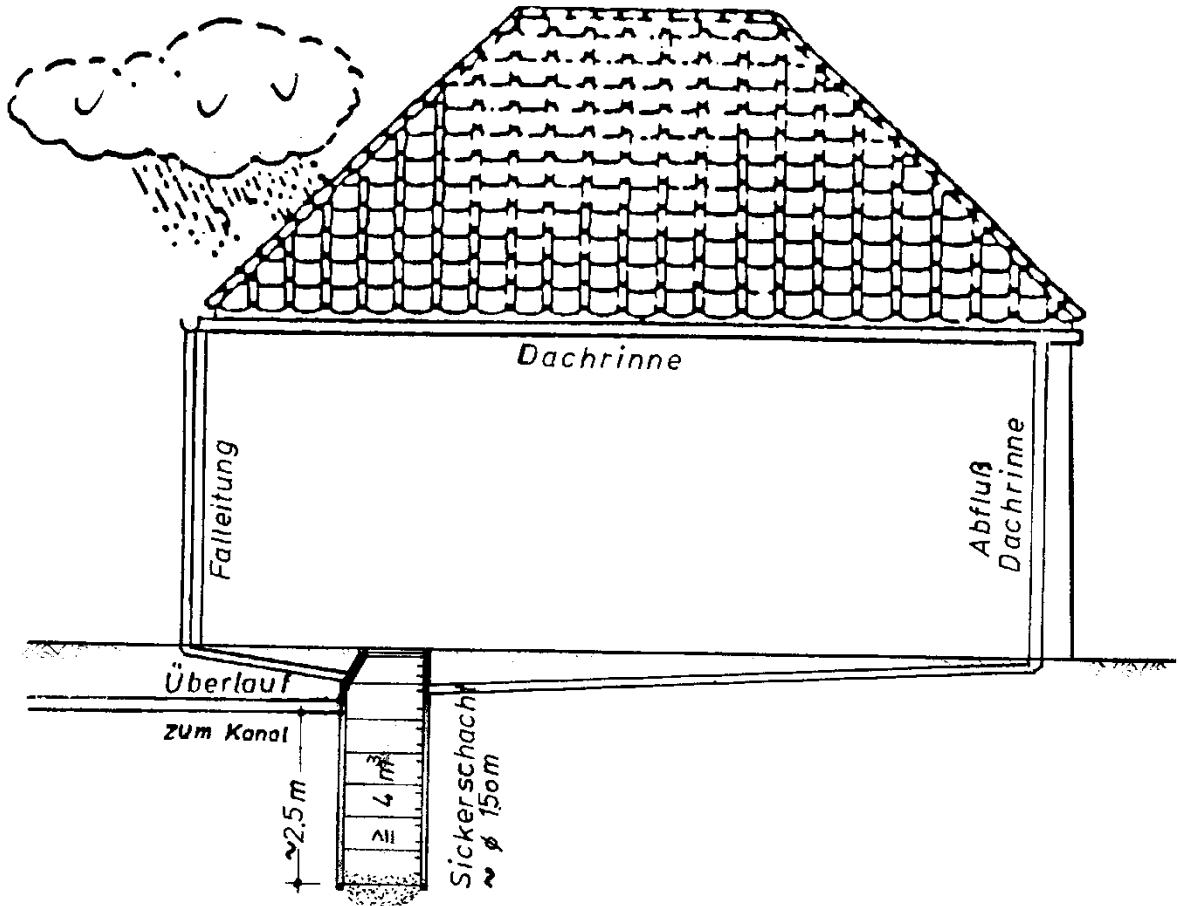 Dachrinne
Falleitung
Abfluß
Dachrinne
Überlauf
zum Kanal
~2,5 m
≧ 4 m³
Sickerschacht
~ ø 1,50 m